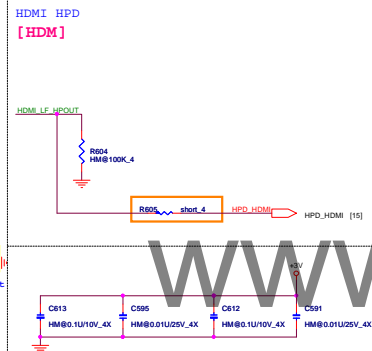 HDMI HPD
[HDM]
HDMI_LF_HPOUT
R604
HM@100K_4
R605 short_4
HPD_HDMI
HPD_HDMI [15]
+3V
C613
HM@0.1U/10V_4X
C595
HM@0.01U/25V_4X
C612
HM@0.1U/10V_4X
C591
HM@0.01U/25V_4X
www